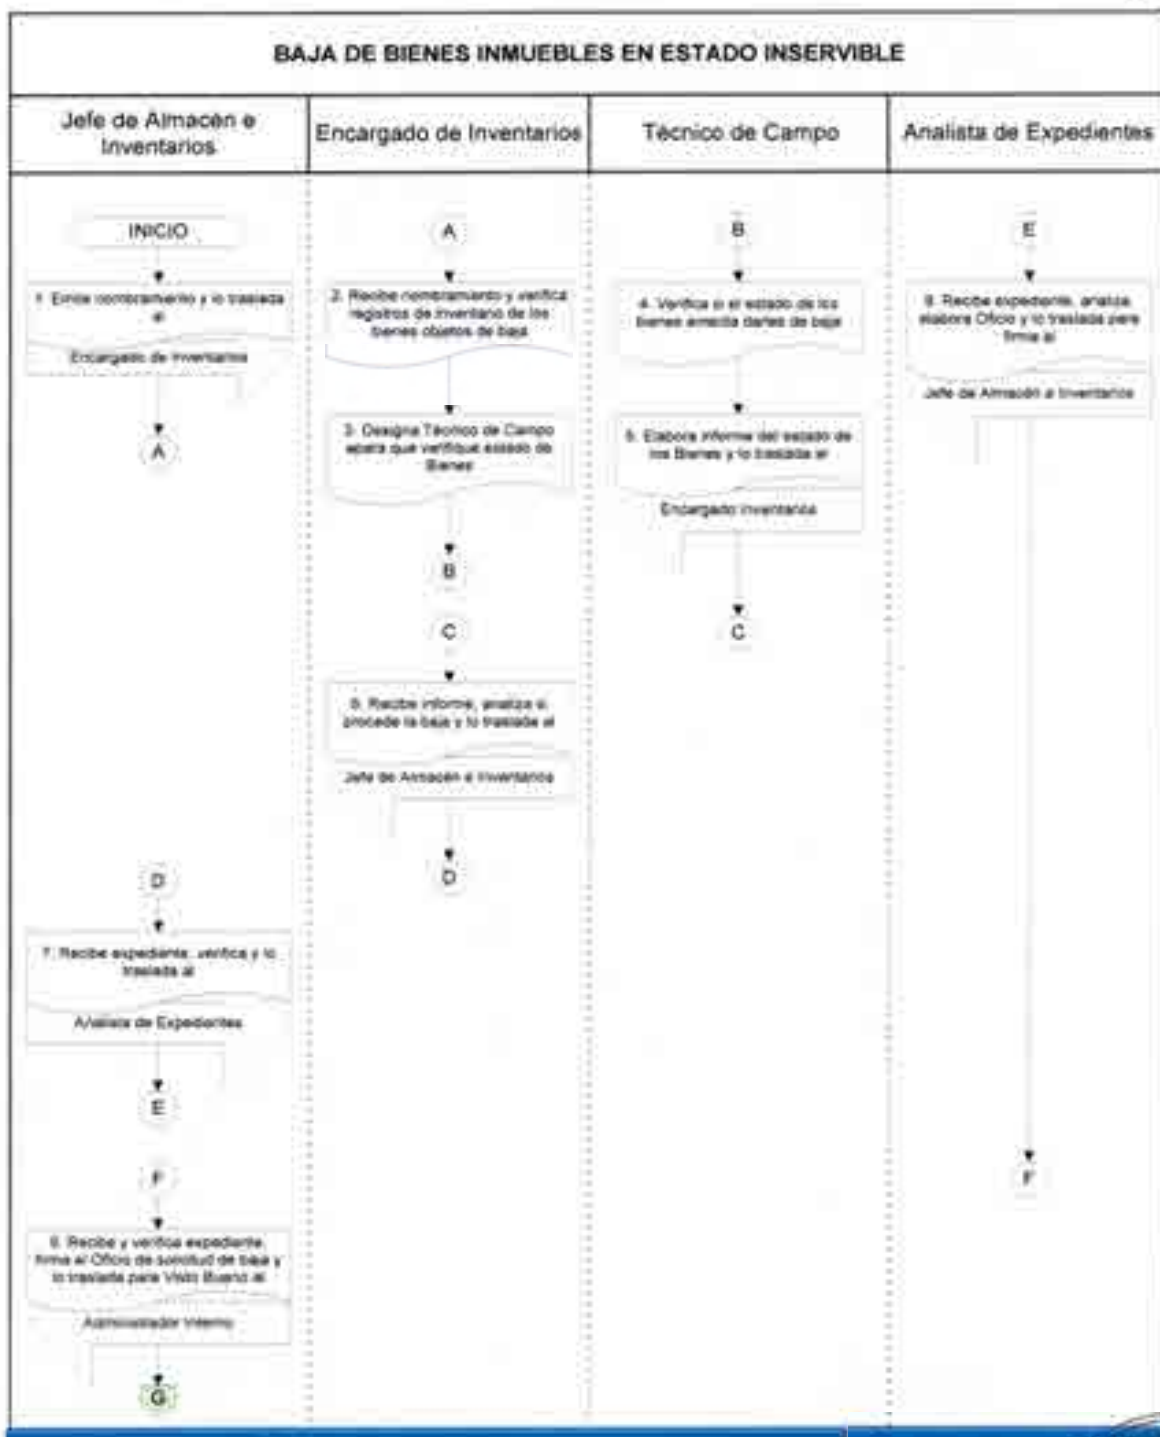 BAJA DE BIENES INMUEBLES EN ESTADO INSERVIBLE
Jefe de Almacén e
Inventarios
Encargado de Inventarios
Técnico de Campo
Analista de Expedientes
INICIO
1. Emite nombramiento y lo traslada
al
Encargado de Inventarios
A
A
2. Recibe nombramiento y verifica
registros de inventario de los
bienes objetos de baja
3. Designa Técnico de Campo
apara que verifique estado de
Bienes
B
C
6. Recibe informe, analiza si
procede la baja y lo traslada al
Jefe de Almacén e Inventarios
D
B
4. Verifica si el estado de los
bienes amerita darles de baja
5. Elabora informe del estado de
los Bienes y lo traslada al
Encargado Inventarios
C
E
8. Recibe expediente, analiza,
elabora Oficio y lo traslada para
firma al
Jefe de Almacén e Inventarios
F
D
7. Recibe expediente, verifica y lo
traslada al
Analista de Expedientes
E
F
Recibe y verifica expediente,
firma el Oficio de solicitud de baja y
lo traslada para Visto Bueno al
Administrador Interno
G